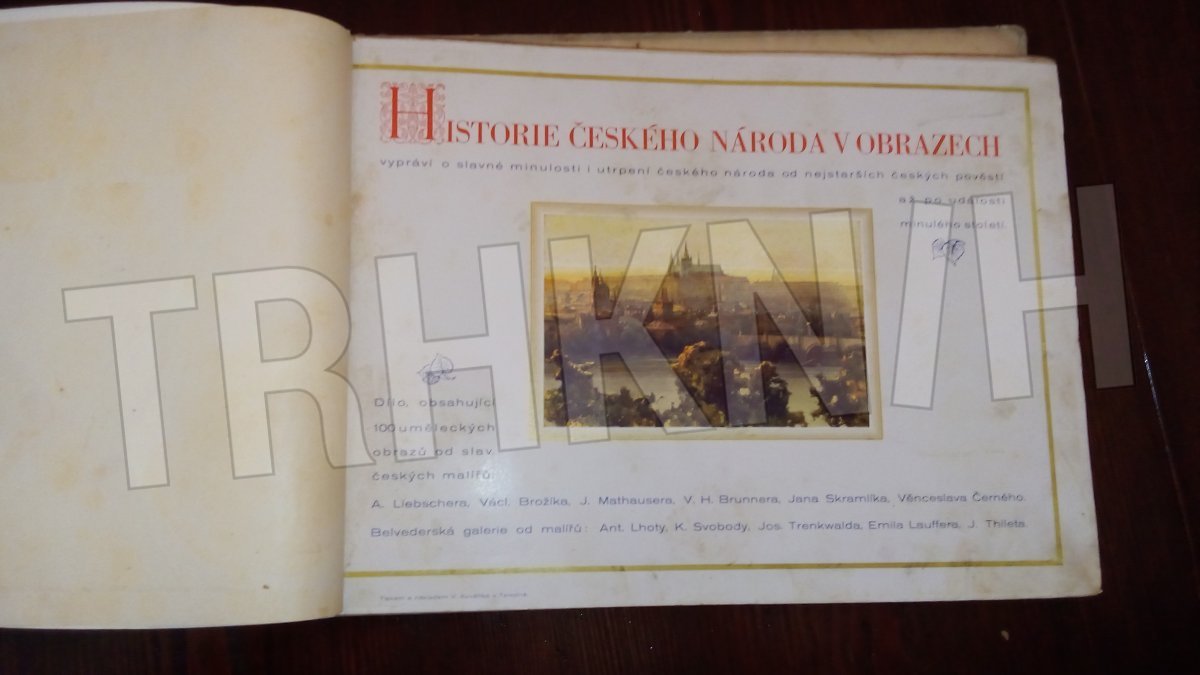 HISTORIE ČESKÉHO NÁRODA V OBRAZECH
vypráví o slavné minulosti i utrpení českého národa od nejstarších českých pověstí
až po události
minulého století.
Dílo, obsahující
100 uměleckých
obrazů od slav.
českých malířů:
A. Liebschera, Václ. Brožíka, J. Mathausera, V. H. Brunnera, Jana Skramlíka, Věnceslava Černého.
Belvederská galerie od malířů: Ant. Lhoty, K. Svobody, Jos. Trenkwalda, Emila Lauffera, J. Thileta.
Tiskem a nákladem
TRHKNIH